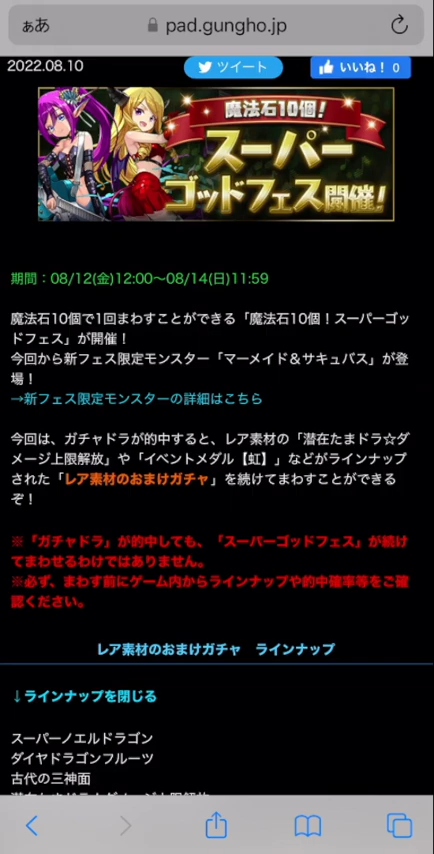 ぁあ
pad.gungho.jp
2022.08.10
ツイート
いいね！ 0
魔法石10個！
スーパー
ゴッドフェス開催！
期間：08/12(金)12:00〜08/14(日)11:59
魔法石10個で1回まわすことができる「魔法石10個！スーパーゴッ
ドフェス」が開催！
今回から新フェス限定モンスター「マーメイド＆サキュバス」が登
場！
→新フェス限定モンスターの詳細はこちら
今回は、ガチャドラが的中すると、レア素材の「潜在たまドラ☆ダ
メージ上限解放」や「イベントメダル【虹】」などがラインナップ
された「レア素材のおまけガチャ」を続けてまわすことができる
ぞ！
※「ガチャドラ」が的中しても、「スーパーゴッドフェス」が続け
てまわせるわけではありません。
※必ず、まわす前にゲーム内からラインナップや的中確率等をご確
認ください。
レア素材のおまけガチャ　ラインナップ
↓ラインナップを閉じる
スーパーノエルドラゴン
ダイヤドラゴンフルーツ
古代の三神面